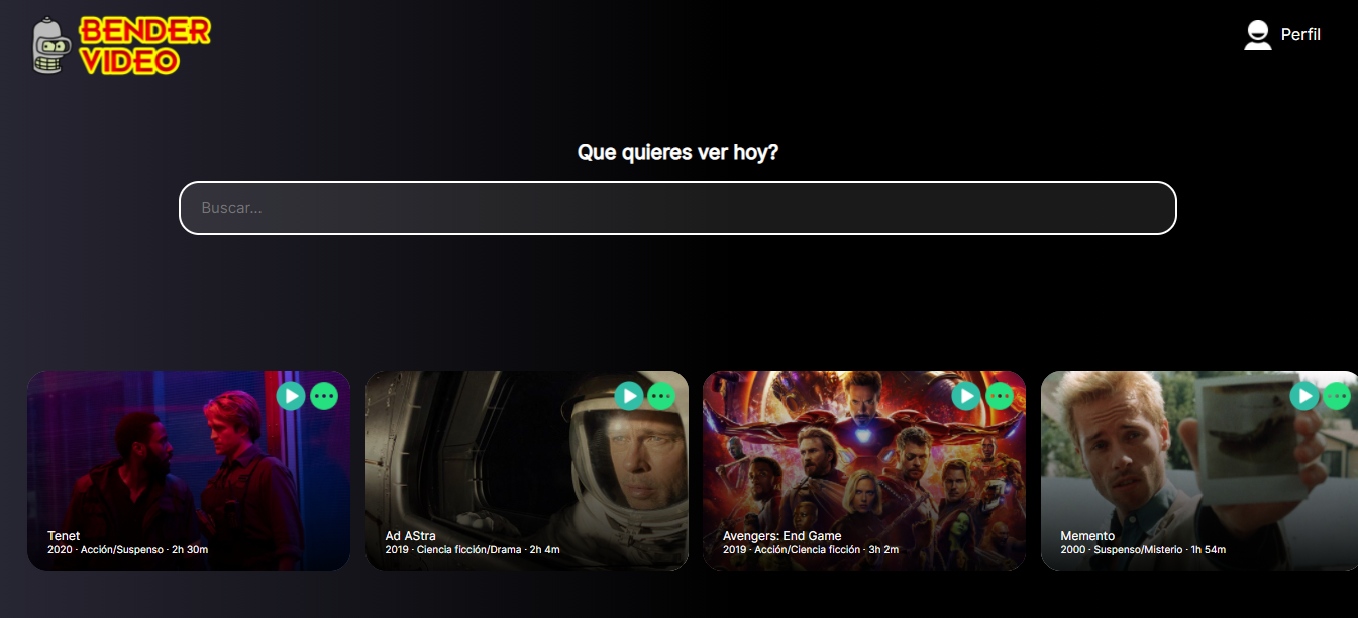 BENDER
VIDEO
Perfil
Que quieres ver hoy?
Buscar...
Tenet
2020 · Acción/Suspenso · 2h 30m
Ad AStra
2019 · Ciencia ficción/Drama · 2h 4m
Avengers: End Game
2019 · Acción/Ciencia ficción · 3h 2m
Memento
2000 · Suspenso/Misterio · 1h 54m